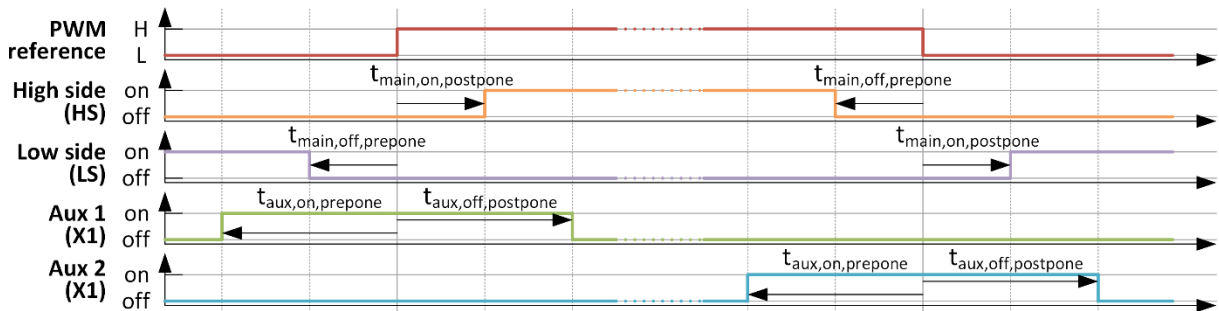 PWM
reference
H
L
High side
(HS)
on
off
t_main,on,postpone
t_main,off,prepone
Low side
(LS)
on
off
t_main,off,prepone
t_main,on,postpone
Aux 1
(X1)
on
off
t_aux,on,prepone
t_aux,off,postpone
Aux 2
(X1)
on
off
t_aux,on,prepone
t_aux,off,postpone